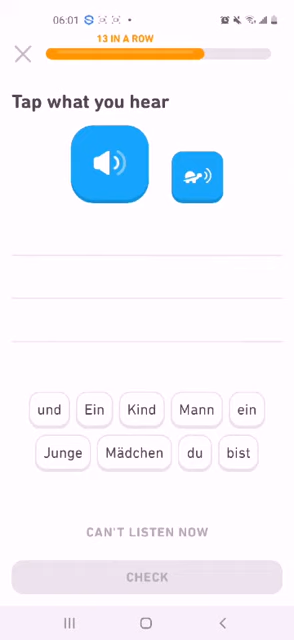 06:01
13 IN A ROW
Tap what you hear
und Ein Kind Mann ein
Junge Mädchen du bist
CAN'T LISTEN NOW
CHECK